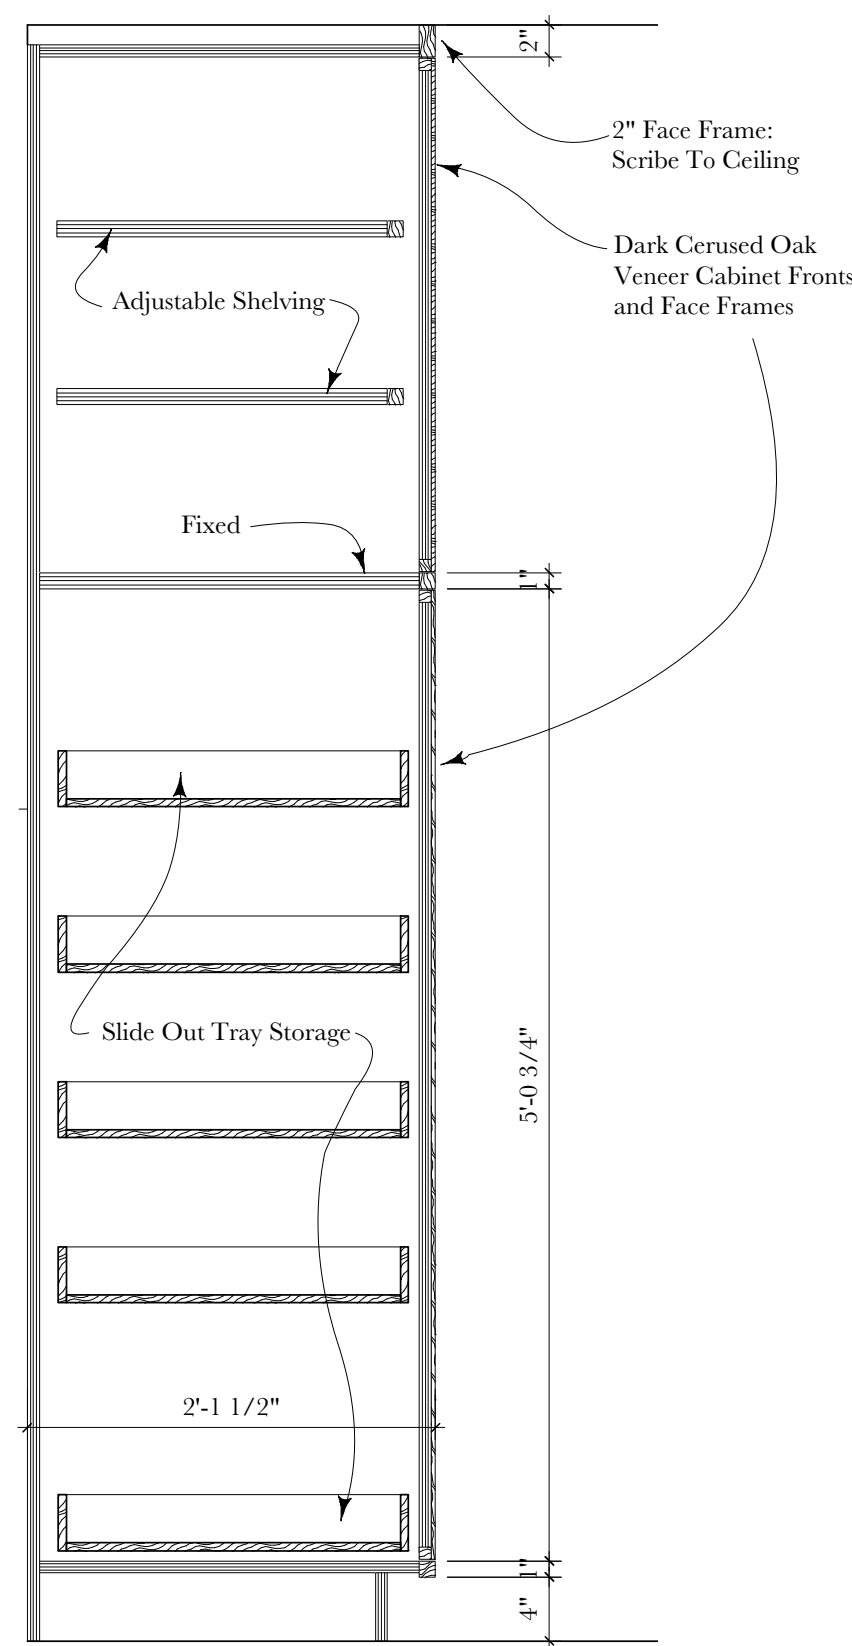 2"
2" Face Frame:
Scribe To Ceiling
Dark Cerused Oak
Veneer Cabinet Fronts
and Face Frames
Adjustable Shelving
Fixed
1"
Slide Out Tray Storage
5'-0 3/4"
2'-1 1/2"
1"
4"